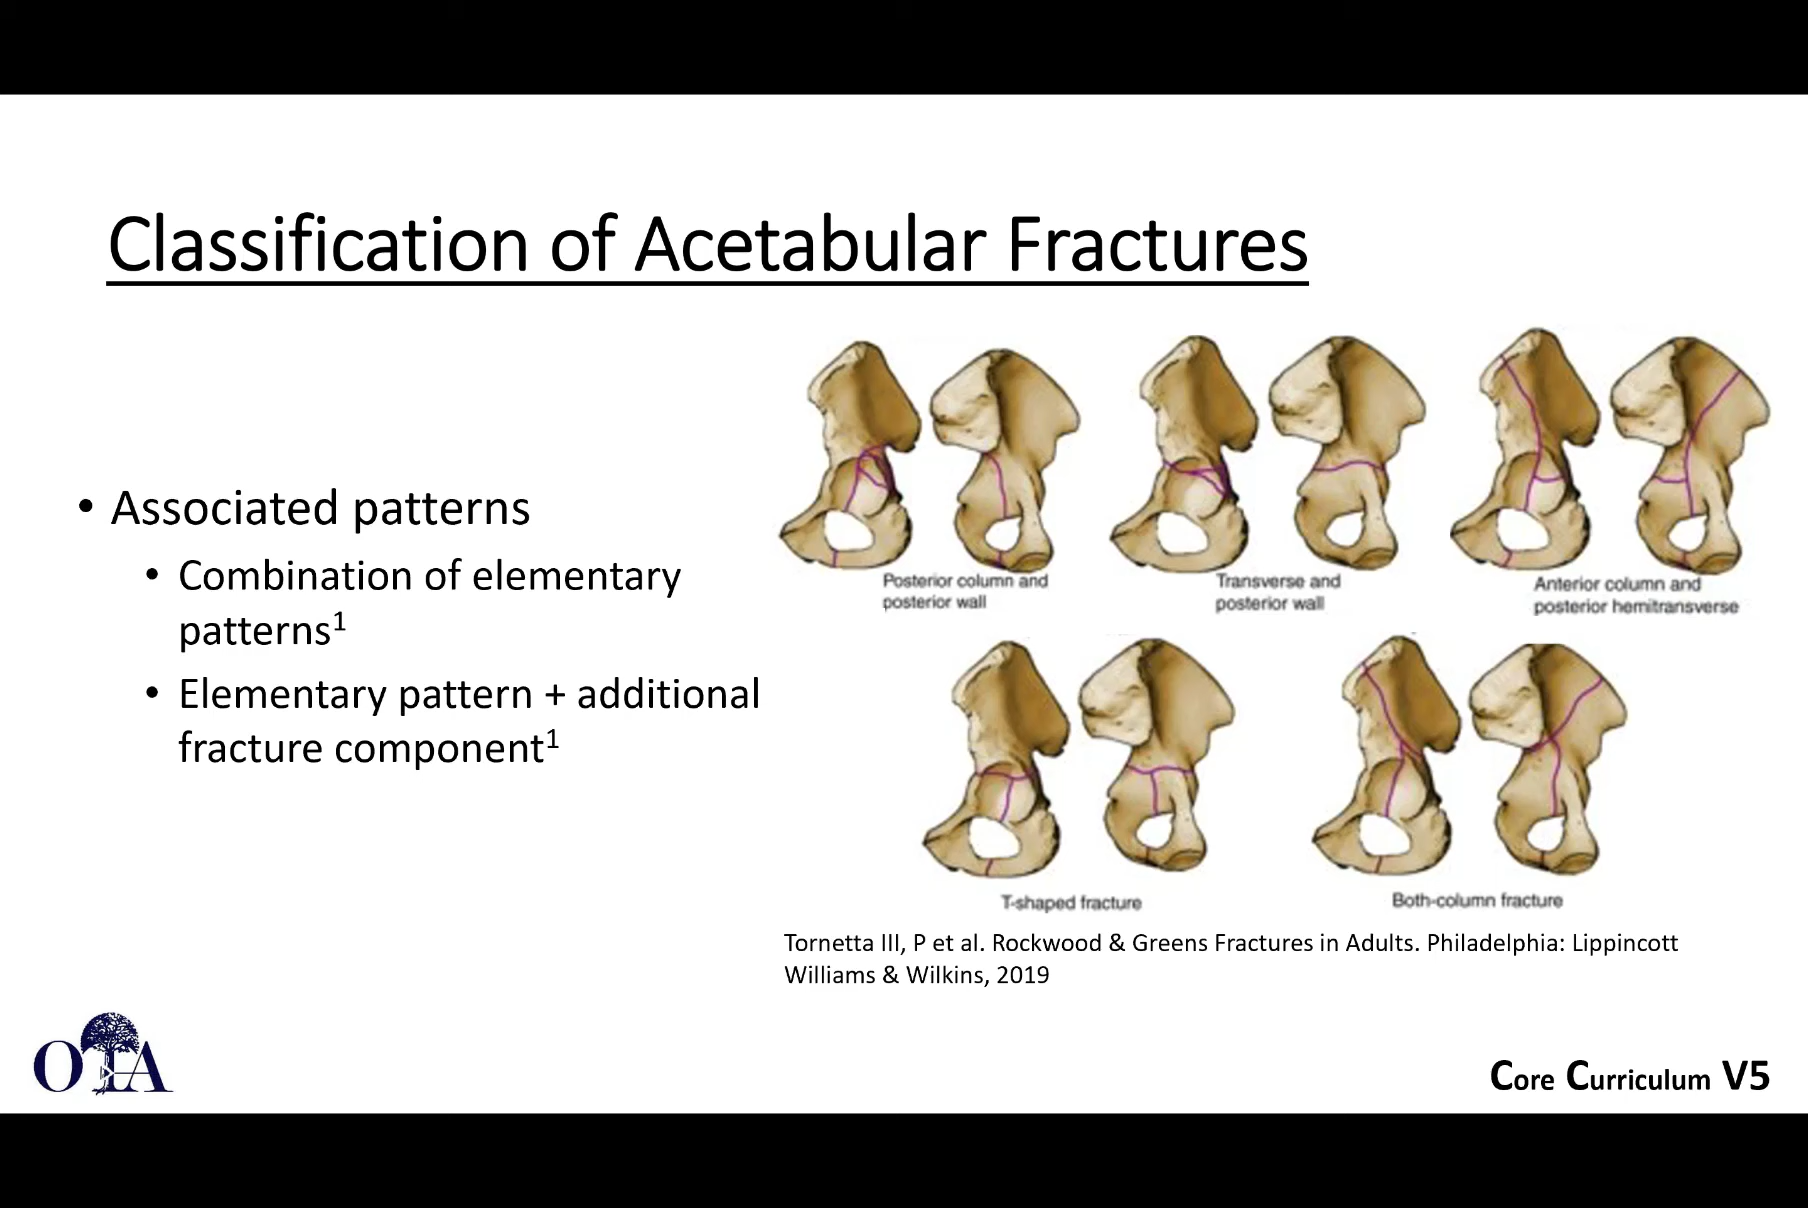 Classification of Acetabular Fractures
• Associated patterns
• Combination of elementary
patterns1
• Elementary pattern + additional
fracture component1
Posterior column and
posterior wall
Transverse and
posterior wall
Anterior column and
posterior hemitransverse
T-shaped fracture
Both-column fracture
Tornetta III, P et al. Rockwood & Greens Fractures in Adults. Philadelphia: Lippincott
Williams & Wilkins, 2019
OTA
Core Curriculum V5